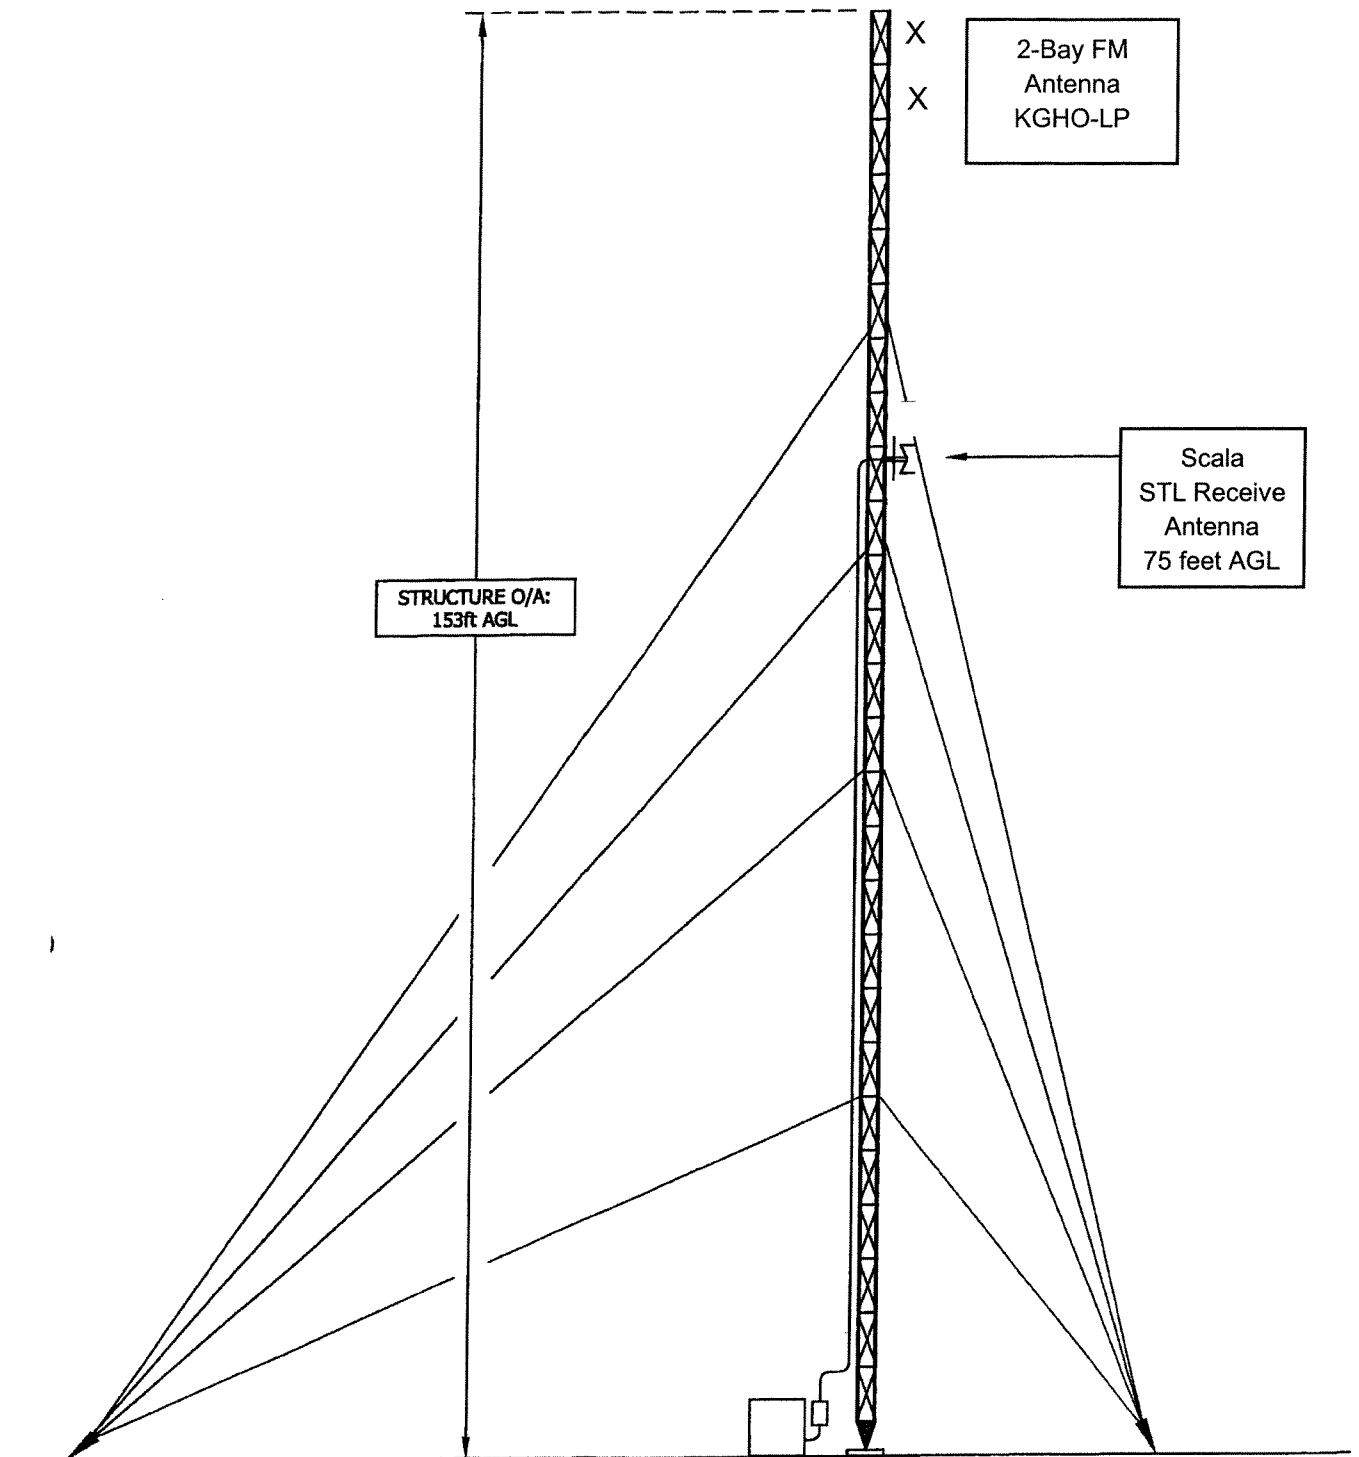 2-Bay FM
Antenna
KGHO-LP
Scala
STL Receive
Antenna
75 feet AGL
STRUCTURE O/A:
153ft AGL